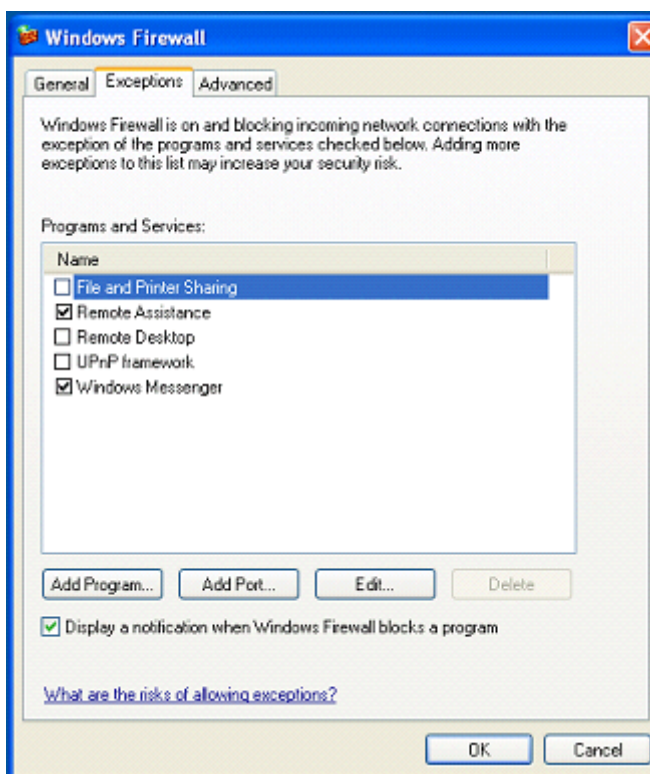 Windows Firewall
General Exceptions Advanced
Windows Firewall is on and blocking incoming network connections with the
exception of the programs and services checked below. Adding more
exceptions to this list may increase your security risk.
Programs and Services:
Name
File and Printer Sharing
Remote Assistance
Remote Desktop
UPnP framework
Windows Messenger
Add Program... Add Port... Edit... Delete
Display a notification when Windows Firewall blocks a program
What are the risks of allowing exceptions?
OK Cancel